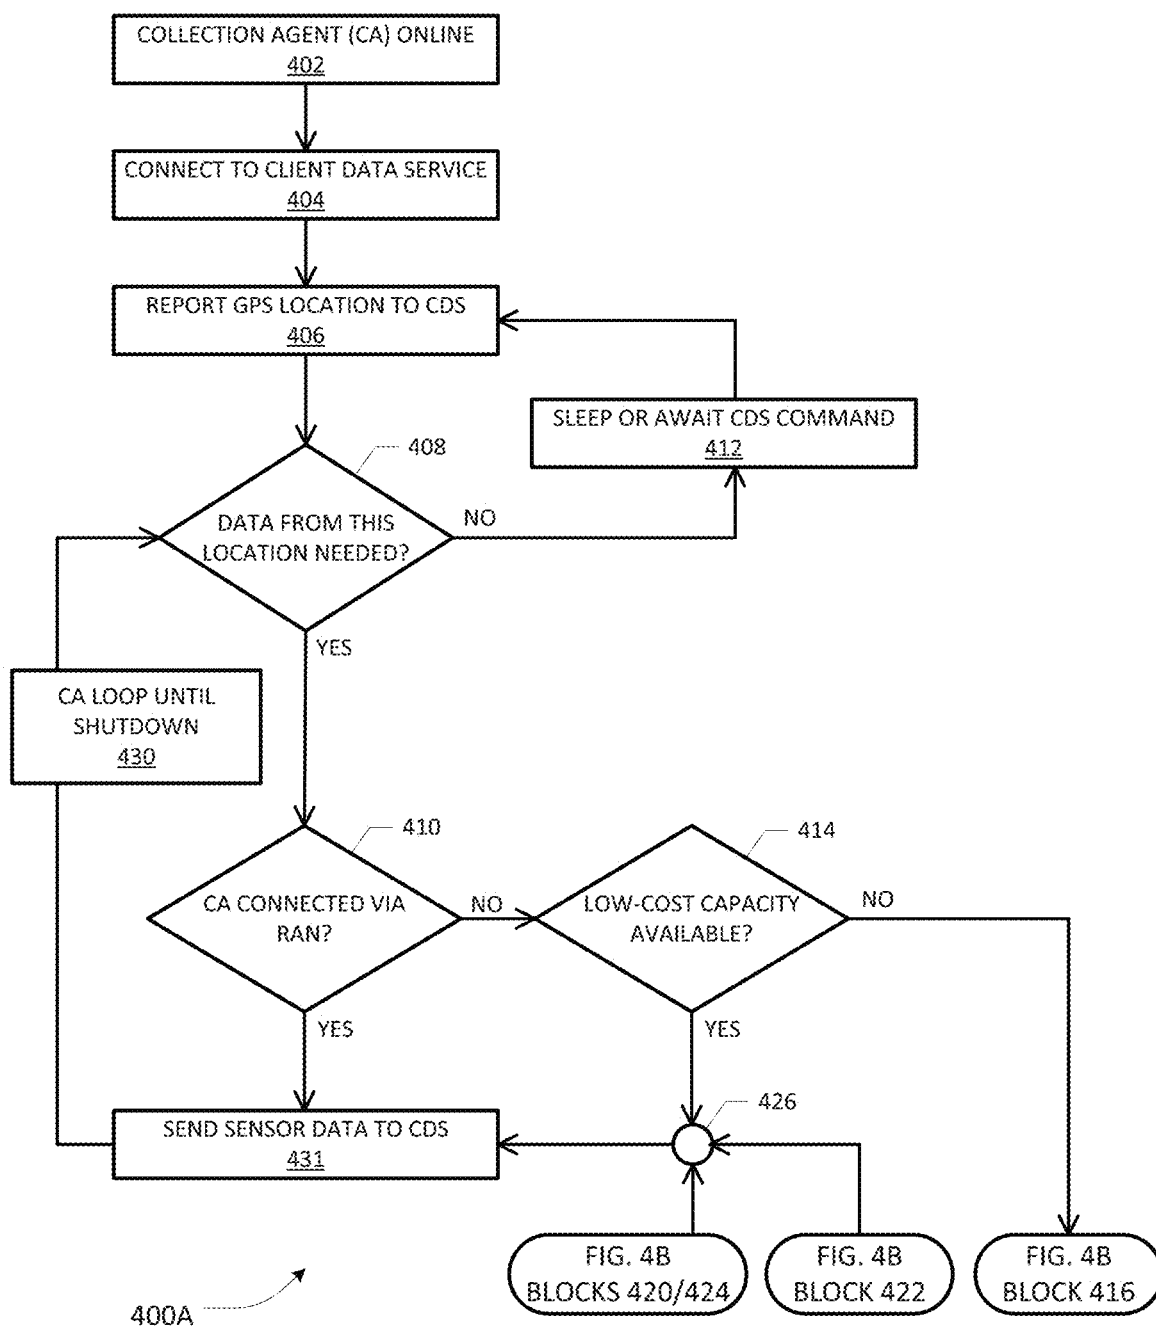 COLLECTION AGENT (CA) ONLINE
402
CONNECT TO CLIENT DATA SERVICE
404
REPORT GPS LOCATION TO CDS
406
SLEEP OR AWAIT CDS COMMAND
412
408
DATA FROM THIS
LOCATION NEEDED?
NO
YES
CA LOOP UNTIL
SHUTDOWN
430
410
CA CONNECTED VIA
RAN?
NO
YES
414
LOW-COST CAPACITY
AVAILABLE?
NO
YES
426
SEND SENSOR DATA TO CDS
431
FIG. 4B
BLOCKS 420/424
FIG. 4B
BLOCK 422
FIG. 4B
BLOCK 416
400A